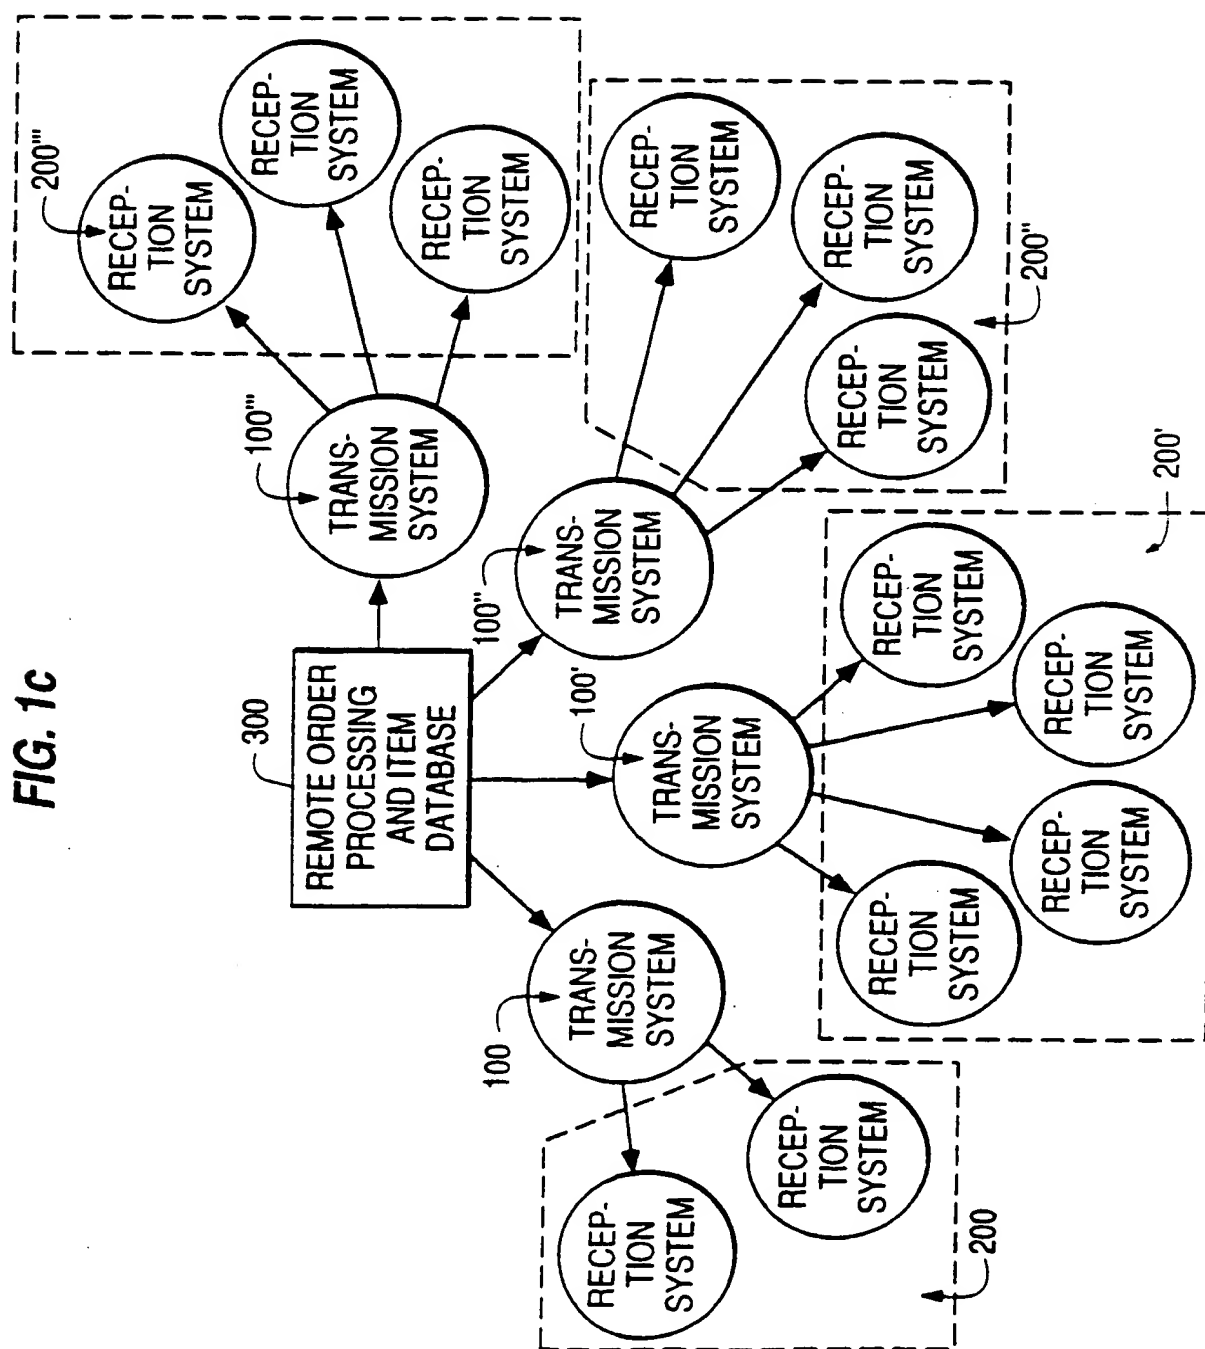 FIG. 1c
300
REMOTE ORDER
PROCESSING
AND ITEM
DATABASE
100
TRANS-
MISSION
SYSTEM
RECEP-
TION
SYSTEM
RECEP-
TION
SYSTEM
200
100'
TRANS-
MISSION
SYSTEM
RECEP-
TION
SYSTEM
RECEP-
TION
SYSTEM
RECEP-
TION
SYSTEM
RECEP-
TION
SYSTEM
200'
100"
TRANS-
MISSION
SYSTEM
RECEP-
TION
SYSTEM
RECEP-
TION
SYSTEM
RECEP-
TION
SYSTEM
200"
100'''
TRANS-
MISSION
SYSTEM
200'''
RECEP-
TION
SYSTEM
RECEP-
TION
SYSTEM
RECEP-
TION
SYSTEM